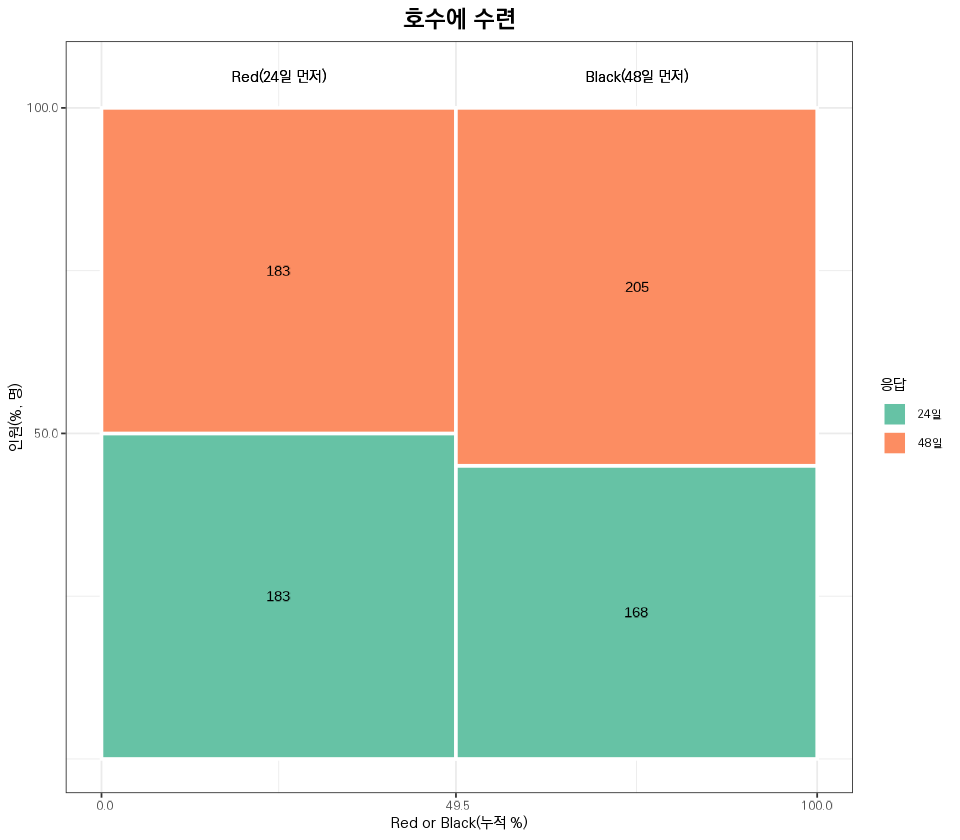 호수에 수련
Red(24일 먼저)
Black(48일 먼저)
100.0
50.0
인원(%, 명)
183
205
183
168
응답
24일
48일
0.0
49.5
100.0
Red or Black(누적 %)